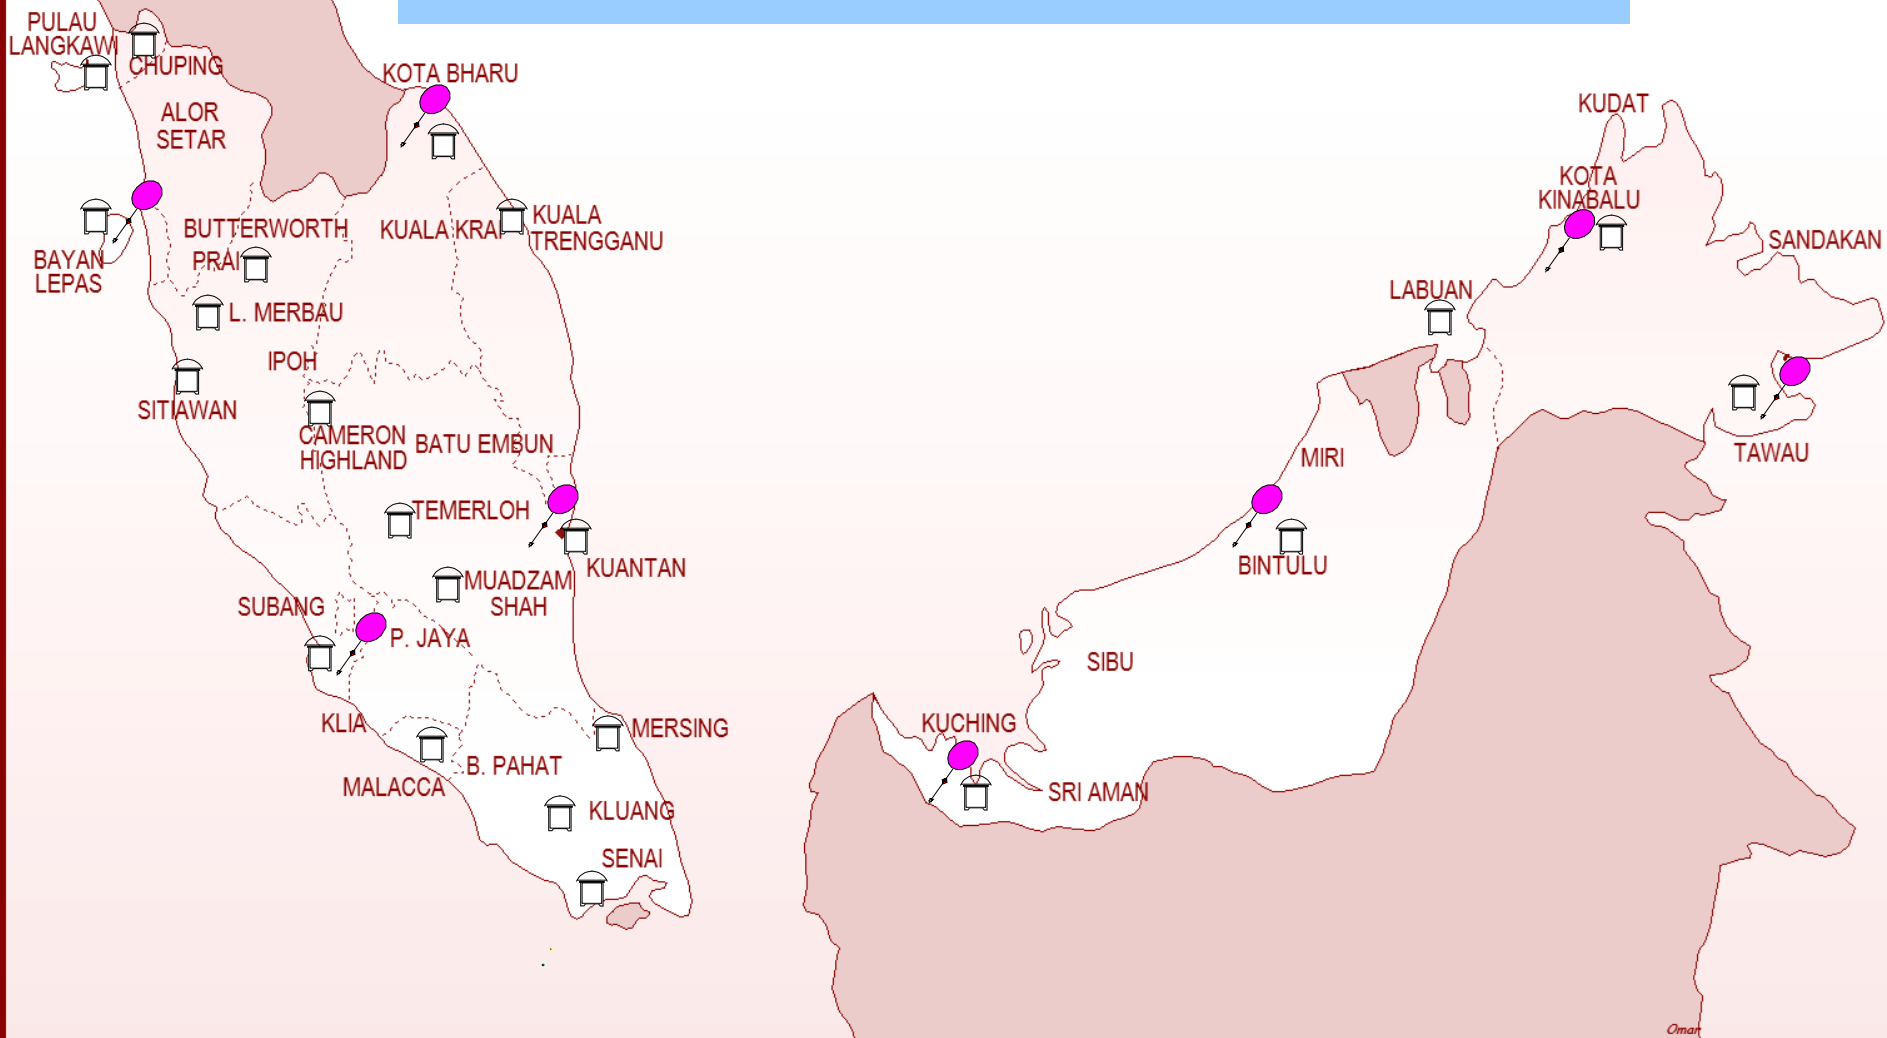 PULAU
LANGKAWI
CHUPING
ALOR
SETAR
KOTA BHARU
BUTTERWORTH
PRAI
BAYAN
LEPAS
KUALA KRAI
KUALA
TRENGGANU
L. MERBAU
IPOH
SITIAWAN
CAMERON
HIGHLAND
BATU EMBUN
TEMERLOH
KUANTAN
MUADZAM
SHAH
SUBANG
P. JAYA
KLIA
MERSING
B. PAHAT
MALACCA
KLUANG
SENAI
KUDAT
KOTA
KINABALU
SANDAKAN
LABUAN
TAWAU
MIRI
BINTULU
SIBU
KUCHING
SRI AMAN
Omar